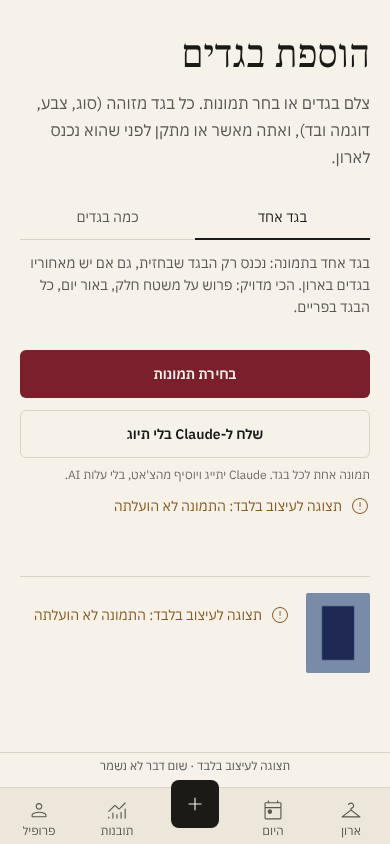 הוספת בגדים
צלם בגדים או בחר תמונות. כל בגד מזוהה (סוג, צבע,
דוגמה ובד), ואתה מאשר או מתקן לפני שהוא נכנס
לארון.
בגד אחד
כמה בגדים
בגד אחד בתמונה: נכנס רק הבגד שבחזית, גם אם יש מאחוריו
בגדים בארון. הכי מדויק: פרוש על משטח חלק, באור יום, כל
הבגד בפריים.
בחירת תמונות
שלח ל-Claude בלי תיוג
תמונה אחת לכל בגד. Claude יתייג ויוסיף מהצ'אט, בלי עלות AI.
תצוגה לעיצוב בלבד: התמונה לא הועלתה
תצוגה לעיצוב בלבד: התמונה לא הועלתה
תצוגה לעיצוב בלבד · שום דבר לא נשמר
ארון
היום
תובנות
פרופיל